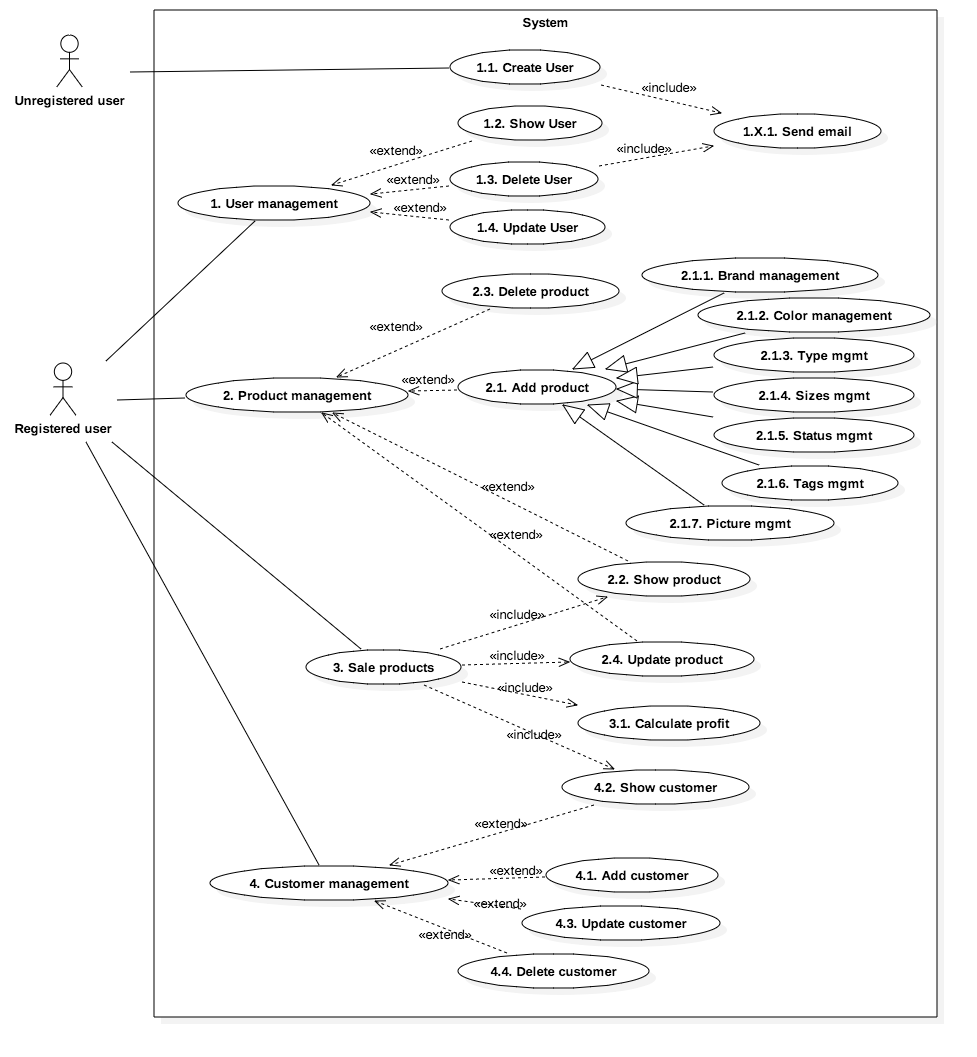 System
Unregistered user
1.1. Create User
«include»
1.X.1. Send email
1.2. Show User
«extend»
«include»
1.3. Delete User
«extend»
1. User management
«extend»
1.4. Update User
2.1.1. Brand management
2.3. Delete product
2.1.2. Color management
«extend»
2.1.3. Type mgmt
«extend»
2.1. Add product
2. Product management
2.1.4. Sizes mgmt
Registered user
2.1.5. Status mgmt
2.1.6. Tags mgmt
«extend»
2.1.7. Picture mgmt
«extend»
2.2. Show product
«include»
3. Sale products
«include»
2.4. Update product
«include»
3.1. Calculate profit
«include»
4.2. Show customer
«extend»
«extend»
4.1. Add customer
4. Customer management
«extend»
4.3. Update customer
«extend»
4.4. Delete customer